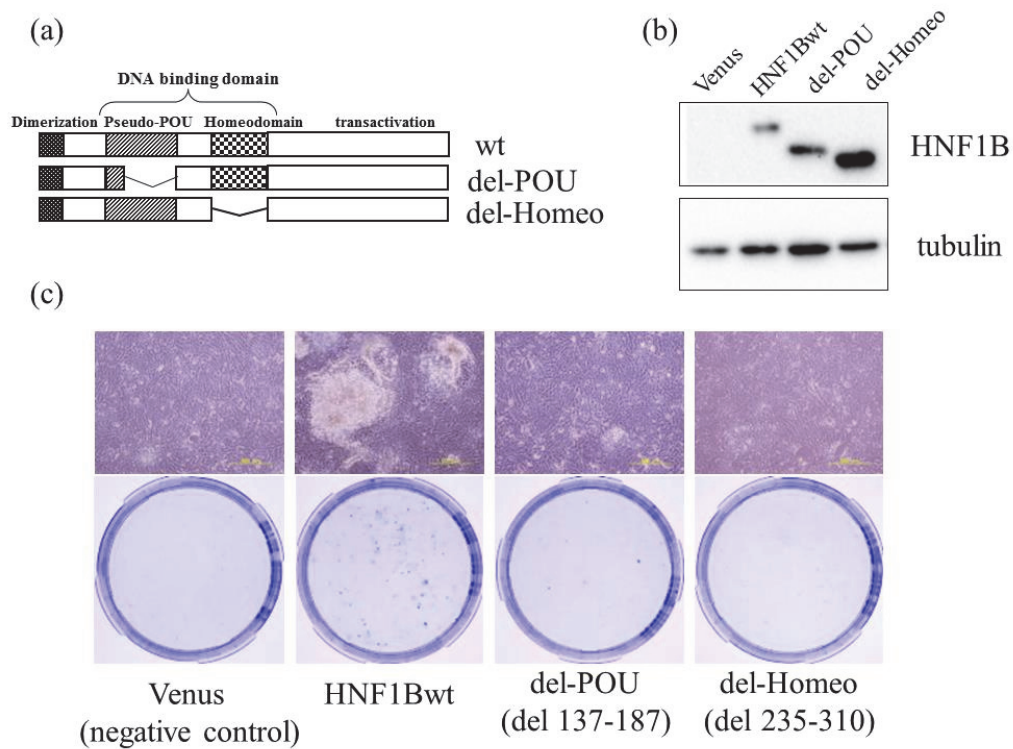 (a)
DNA binding domain
Dimerization Pseudo-POU Homeodomain transactivation
wt
del-POU
del-Homeo
(b)
Venus
HNF1Bwt
del-POU
del-Homeo
HNF1B
tubulin
(c)
Venus
(negative control)
HNF1Bwt
del-POU
(del 137-187)
del-Homeo
(del 235-310)